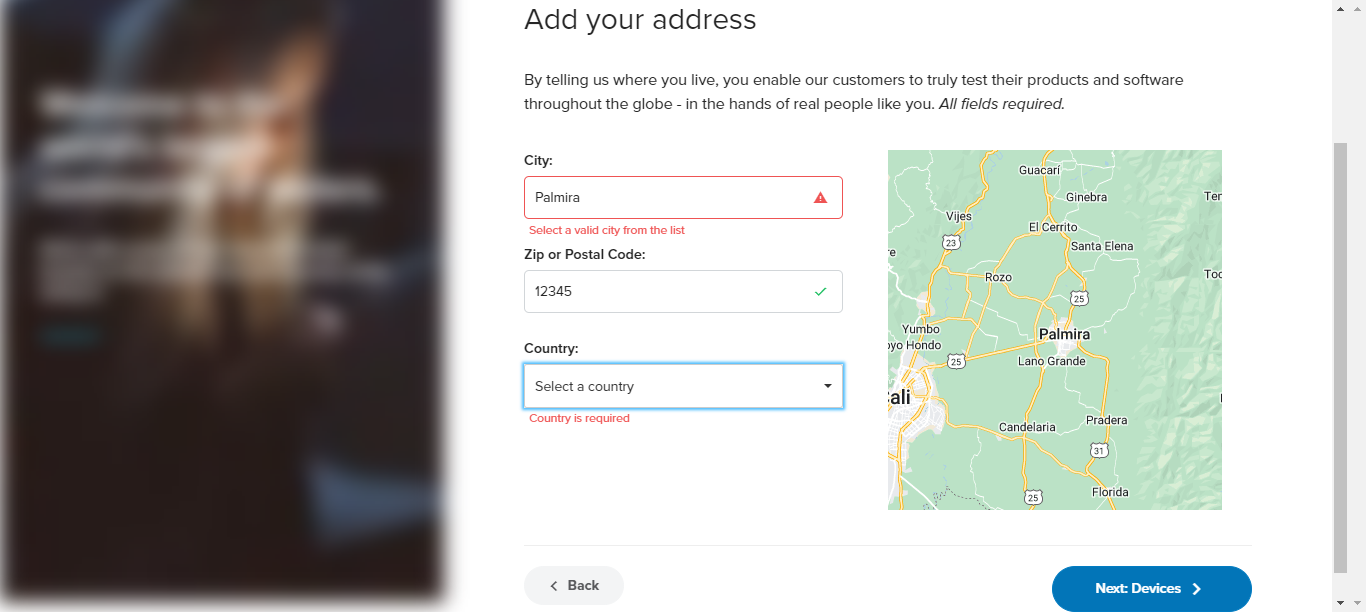 Add your address
By telling us where you live, you enable our customers to truly test their products and software
throughout the globe - in the hands of real people like you. All fields required.
City:
Palmira
Select a valid city from the list
Zip or Postal Code:
12345
Country:
Select a country
Country is required
Guacarí
Ginebra
Vijes
El Cerrito
23
Santa Elena
Rozo
25
Yumbo
Palmira
Hondo
25
Lano Grande
Candelaria
Pradera
31
25
Florida
Back
Next: Devices